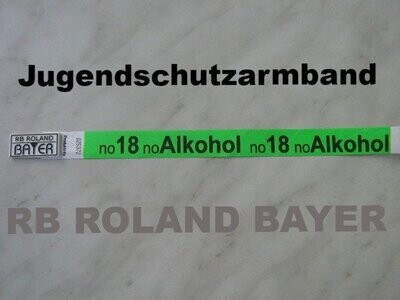 Jugendschutzarmband
RB ROLAND
BAYER
no18 noAlkohol no18 noAlkohol
RB ROLAND BAYER